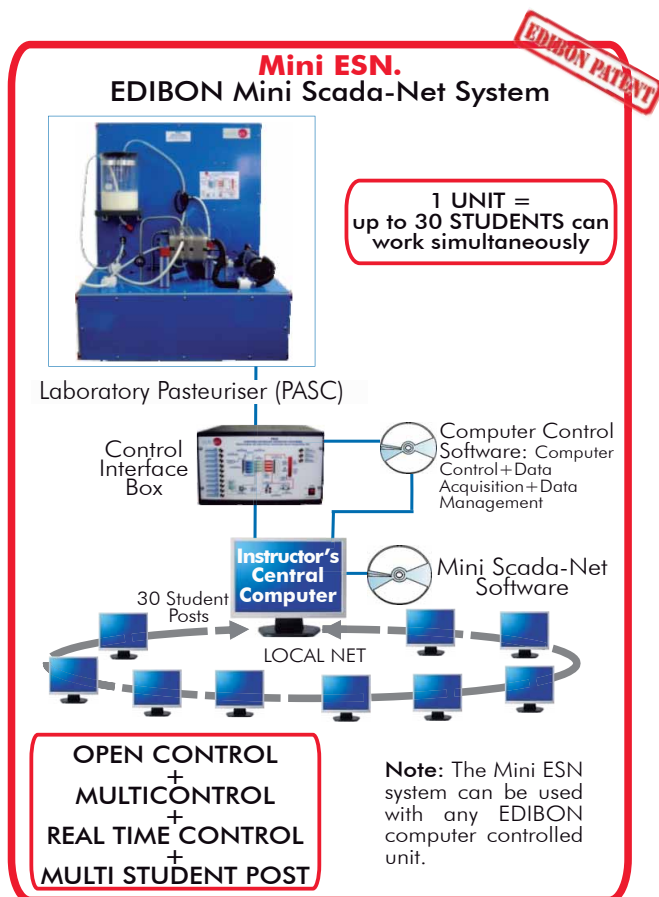 EDIBON PATENT
Mini ESN.
EDIBON Mini Scada-Net System
1 UNIT =
up to 30 STUDENTS can
work simultaneously
Laboratory Pasteuriser (PASC)
Control
Interface
Box
Computer Control
Software: Computer
Control+Data
Acquisition+Data
Management
Instructor's
Central
Computer
Mini Scada-Net
Software
30 Student
Posts
LOCAL NET
OPEN CONTROL
+
MULTICONTROL
+
REAL TIME CONTROL
+
MULTI STUDENT POST
Note: The Mini ESN
system can be used
with any EDIBON
computer controlled
unit.